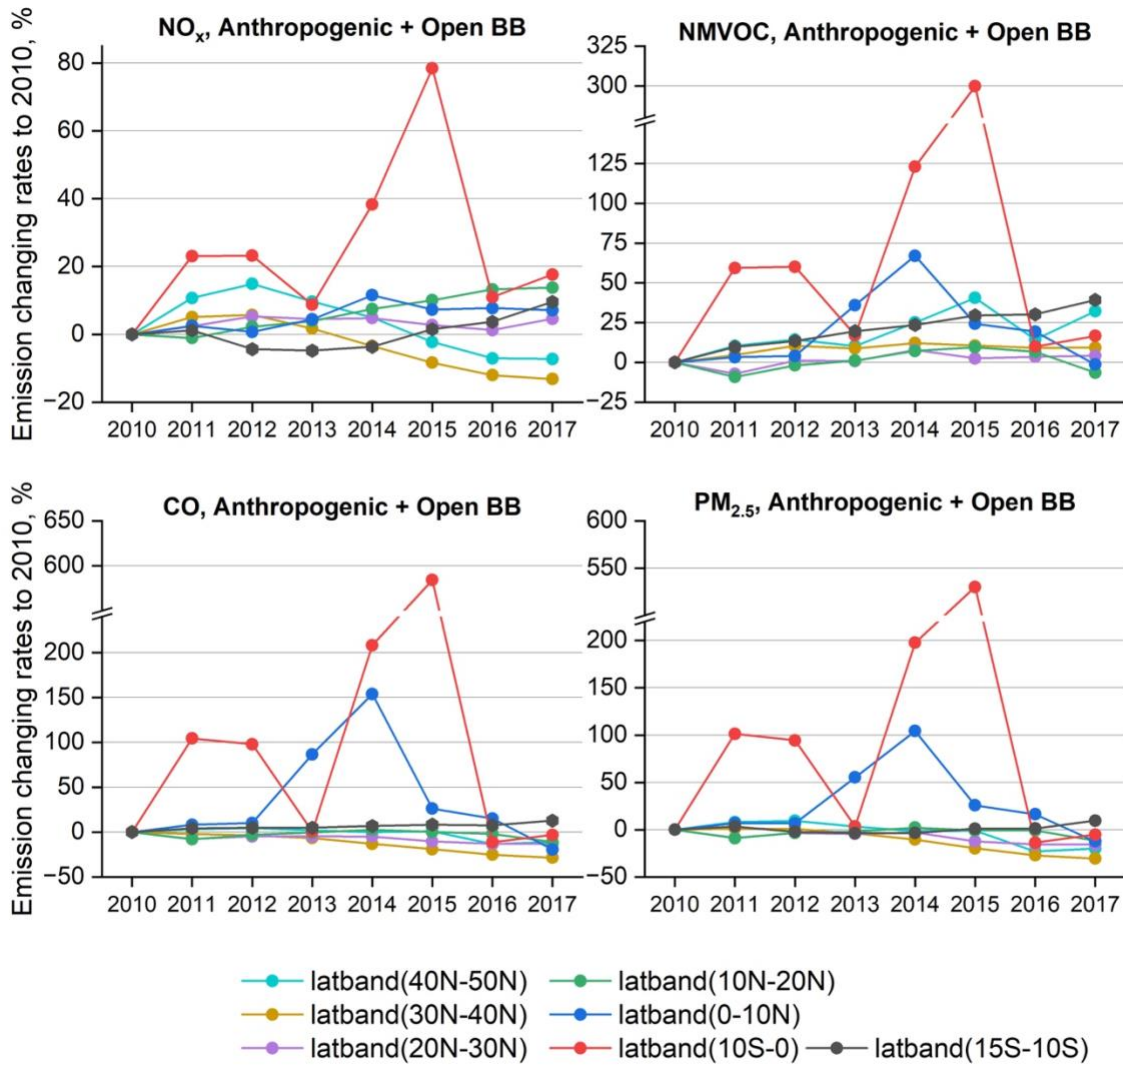 NOx, Anthropogenic + Open BB
Emission changing rates to 2010, %
80
60
40
20
0
−20
2010 2011 2012 2013 2014 2015 2016 2017
NMVOC, Anthropogenic + Open BB
325
300
125
100
75
50
25
0
−25
2010 2011 2012 2013 2014 2015 2016 2017
CO, Anthropogenic + Open BB
Emission changing rates to 2010, %
650
600
200
150
100
50
0
−50
2010 2011 2012 2013 2014 2015 2016 2017
PM2.5, Anthropogenic + Open BB
600
550
200
150
100
50
0
−50
2010 2011 2012 2013 2014 2015 2016 2017
latband(40N-50N) latband(10N-20N)
latband(30N-40N) latband(0-10N)
latband(20N-30N) latband(10S-0) latband(15S-10S)